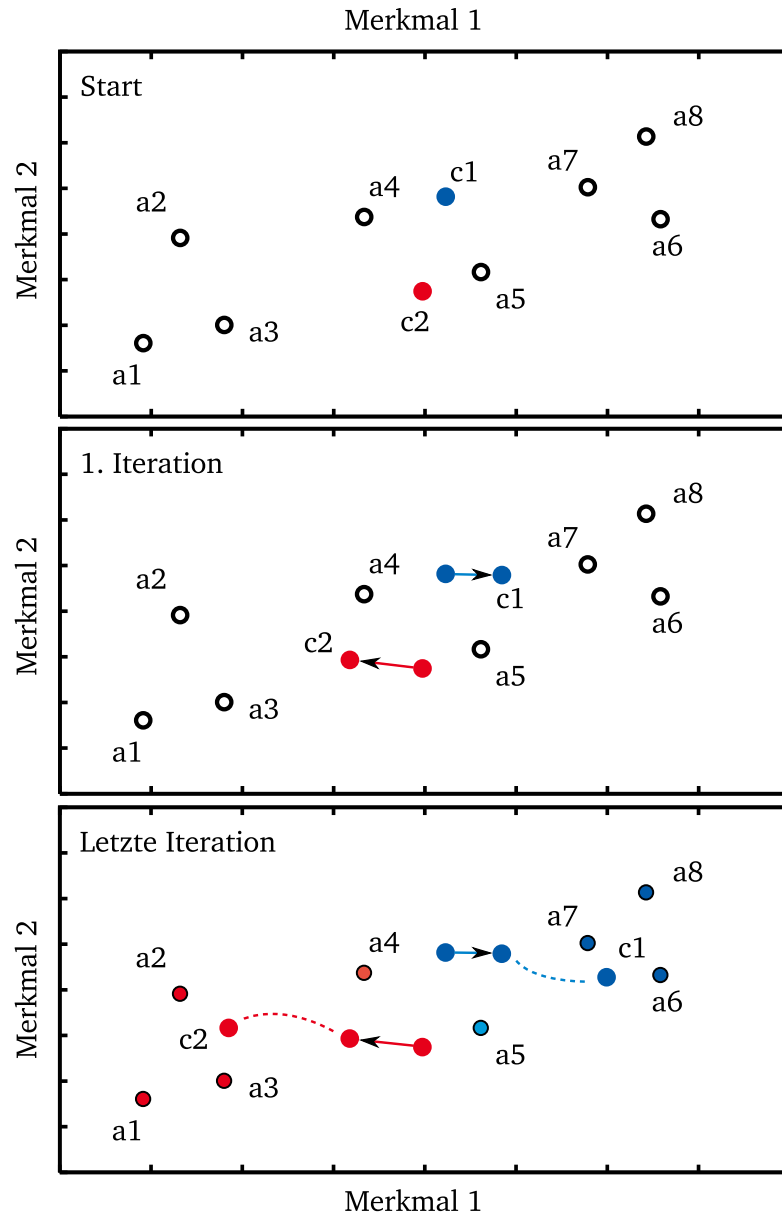 Merkmal 1
Start
a8
a7
c1
a4
a2
a6
Merkmal 2
a5
c2
a3
a1
1. Iteration
a8
a7
a4
a2
c1
a6
c2
Merkmal 2
a5
a3
a1
Letzte Iteration
a8
a7
a4
c1
a2
a6
c2
Merkmal 2
a5
a3
a1
Merkmal 1